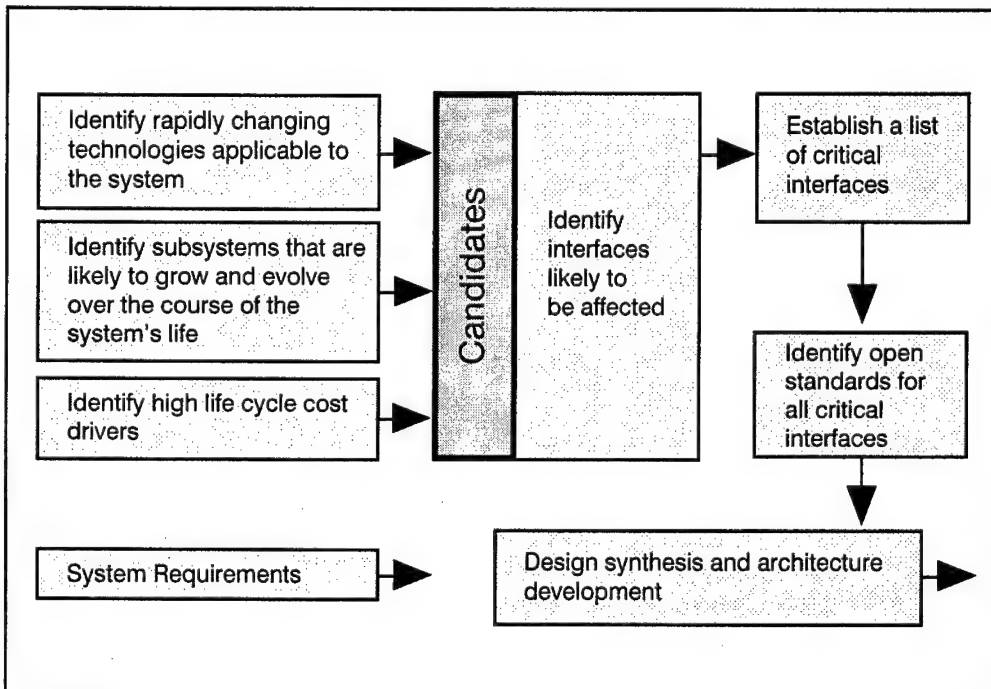 Identify rapidly changing
technologies applicable to
the system
Identify subsystems that are
likely to grow and evolve
over the course of the
system's life
Identify high life cycle cost
drivers
Candidates
Identify
interfaces
likely to
be affected
Establish a list
of critical
interfaces
Identify open
standards for
all critical
interfaces
System Requirements
Design synthesis and architecture
development